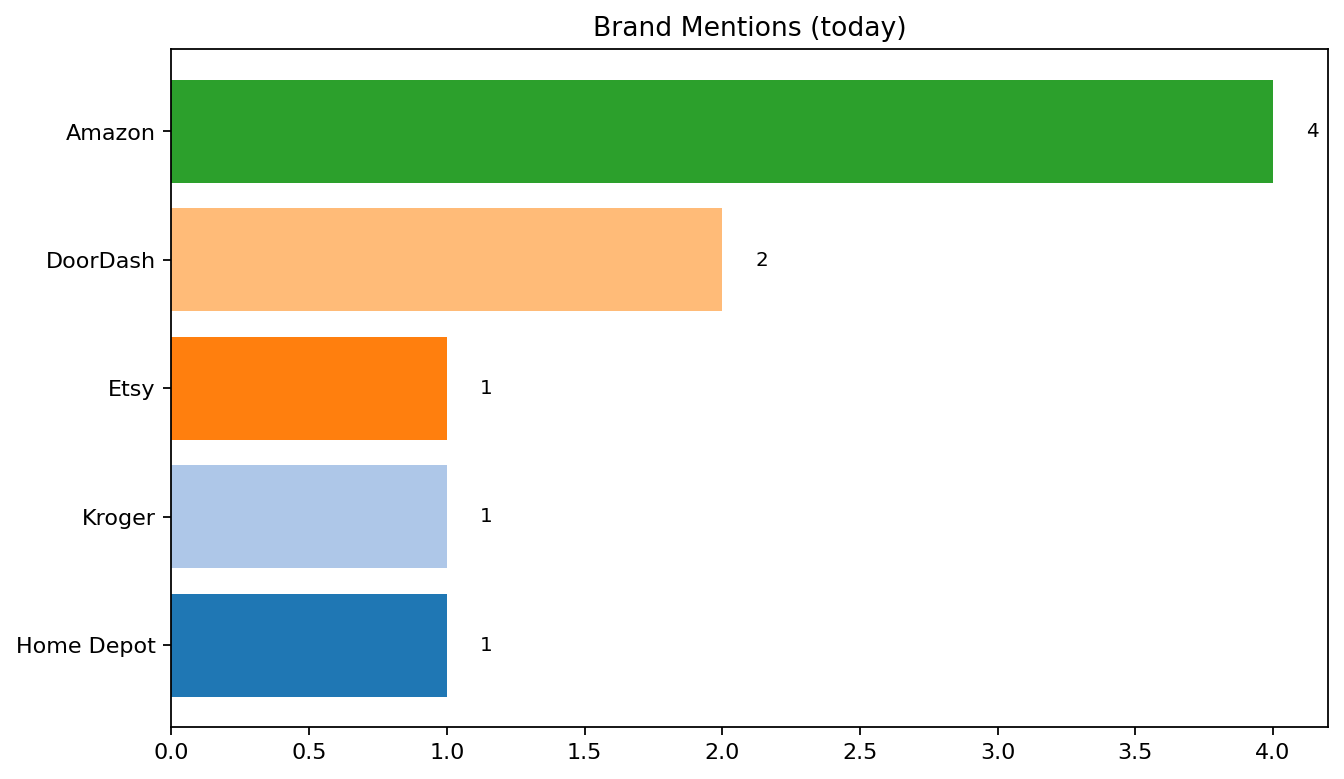 Brand Mentions (today)
Amazon 4
DoorDash 2
Etsy 1
Kroger 1
Home Depot 1
0.0 0.5 1.0 1.5 2.0 2.5 3.0 3.5 4.0